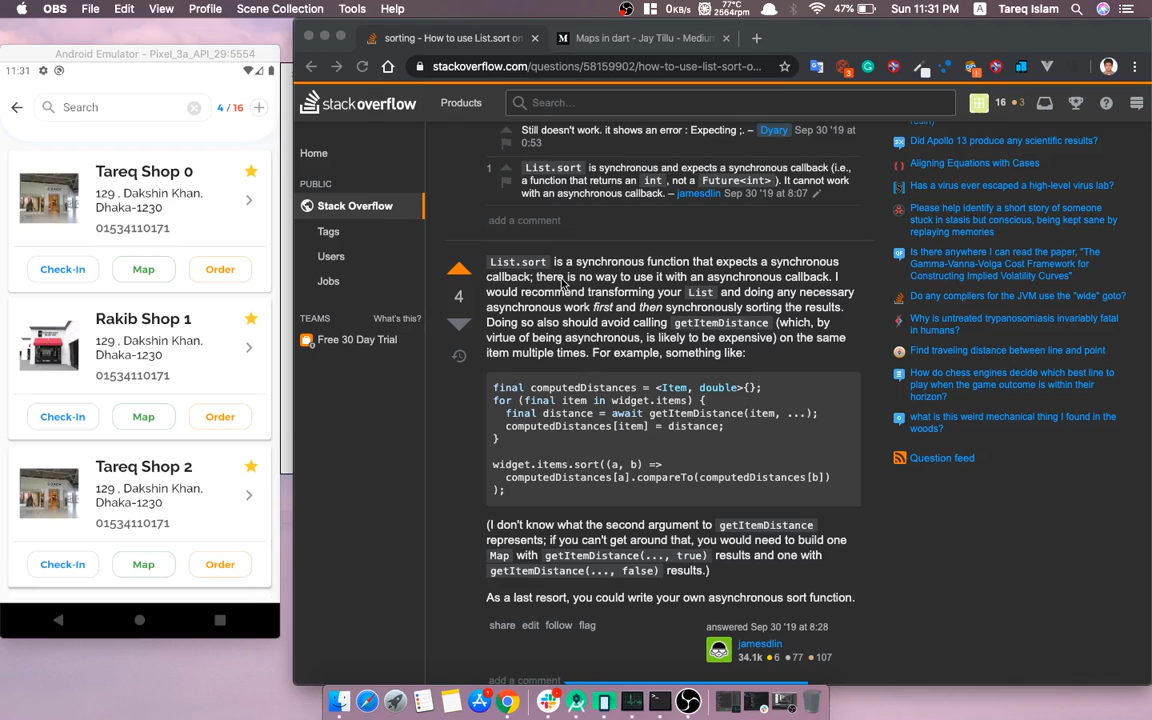 OBS File Edit View Profile Scene Collection Tools Help 0KB/s 77°C 2564rpm 47% Sun 11:31 PM A Tareq Islam
Android Emulator - Pixel_3a_API_29:5554
11:31
Search 4 / 16
Tareq Shop 0
129 , Dakshin Khan,
Dhaka-1230
01534110171
Check-In Map Order
Rakib Shop 1
129 , Dakshin Khan,
Dhaka-1230
01534110171
Check-In Map Order
Tareq Shop 2
129 , Dakshin Khan,
Dhaka-1230
01534110171
Check-In Map Order
sorting - How to use List.sort on Maps in dart - Jay Tillu - Medium
stackoverflow.com/questions/58159902/how-to-use-list-sort-o...
stackoverflow Products Search... 16 3
Home
PUBLIC
Stack Overflow
Tags
Users
Jobs
TEAMS What's this?
Free 30 Day Trial
Still doesn't work. it shows an error : Expecting ;. – Dyary Sep 30 '19 at
0:53
1 List.sort is synchronous and expects a synchronous callback (i.e.,
a function that returns an int, not a Future<int>). It cannot work
with an asynchronous callback. – jamesdlin Sep 30 '19 at 8:07
add a comment
4
List.sort is a synchronous function that expects a synchronous
callback; there is no way to use it with an asynchronous callback. I
would recommend transforming your List and doing any necessary
asynchronous work first and then synchronously sorting the results.
Doing so also should avoid calling getItemDistance (which, by
virtue of being asynchronous, is likely to be expensive) on the same
item multiple times. For example, something like:
final computedDistances = <Item, double>{};
for (final item in widget.items) {
final distance = await getItemDistance(item, ...);
computedDistances[item] = distance;
}
widget.items.sort((a, b) =>
computedDistances[a].compareTo(computedDistances[b])
);
(I don't know what the second argument to getItemDistance
represents; if you can't get around that, you would need to build one
Map with getItemDistance(..., true) results and one with
getItemDistance(..., false) results.)
As a last resort, you could write your own asynchronous sort function.
share edit follow flag answered Sep 30 '19 at 8:28
jamesdlin
34.1k 6 77 107
add a comment
Did Apollo 13 produce any scientific results?
Aligning Equations with Cases
Has a virus ever escaped a high-level virus lab?
Please help identify a short story of someone
stuck in stasis but conscious, being kept sane by
replaying memories
Is there anywhere I can read the paper, "The
Gamma-Vanna-Volga Cost Framework for
Constructing Implied Volatility Curves"
Do any compilers for the JVM use the "wide" goto?
Why is untreated trypanosomiasis invariably fatal
in humans?
Find traveling distance between line and point
How do chess engines decide which best line to
play when the game outcome is within their
horizon?
what is this weird mechanical thing I found in the
woods?
Question feed